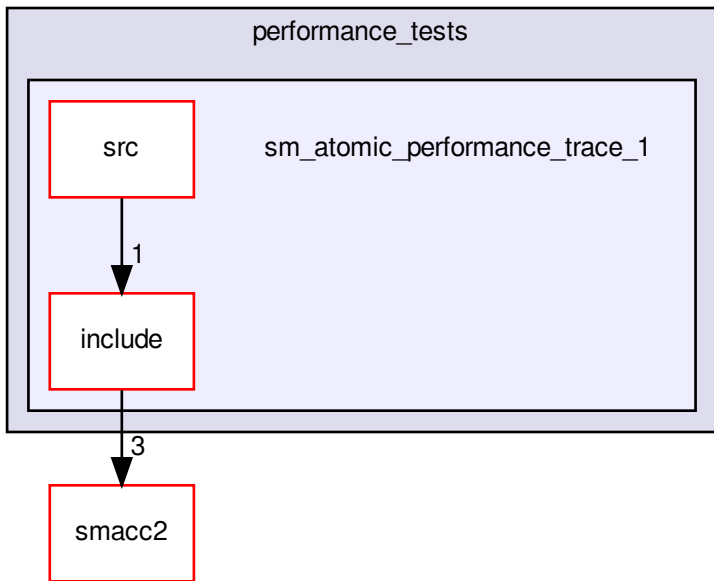 performance_tests
src
sm_atomic_performance_trace_1
1
include
3
smacc2